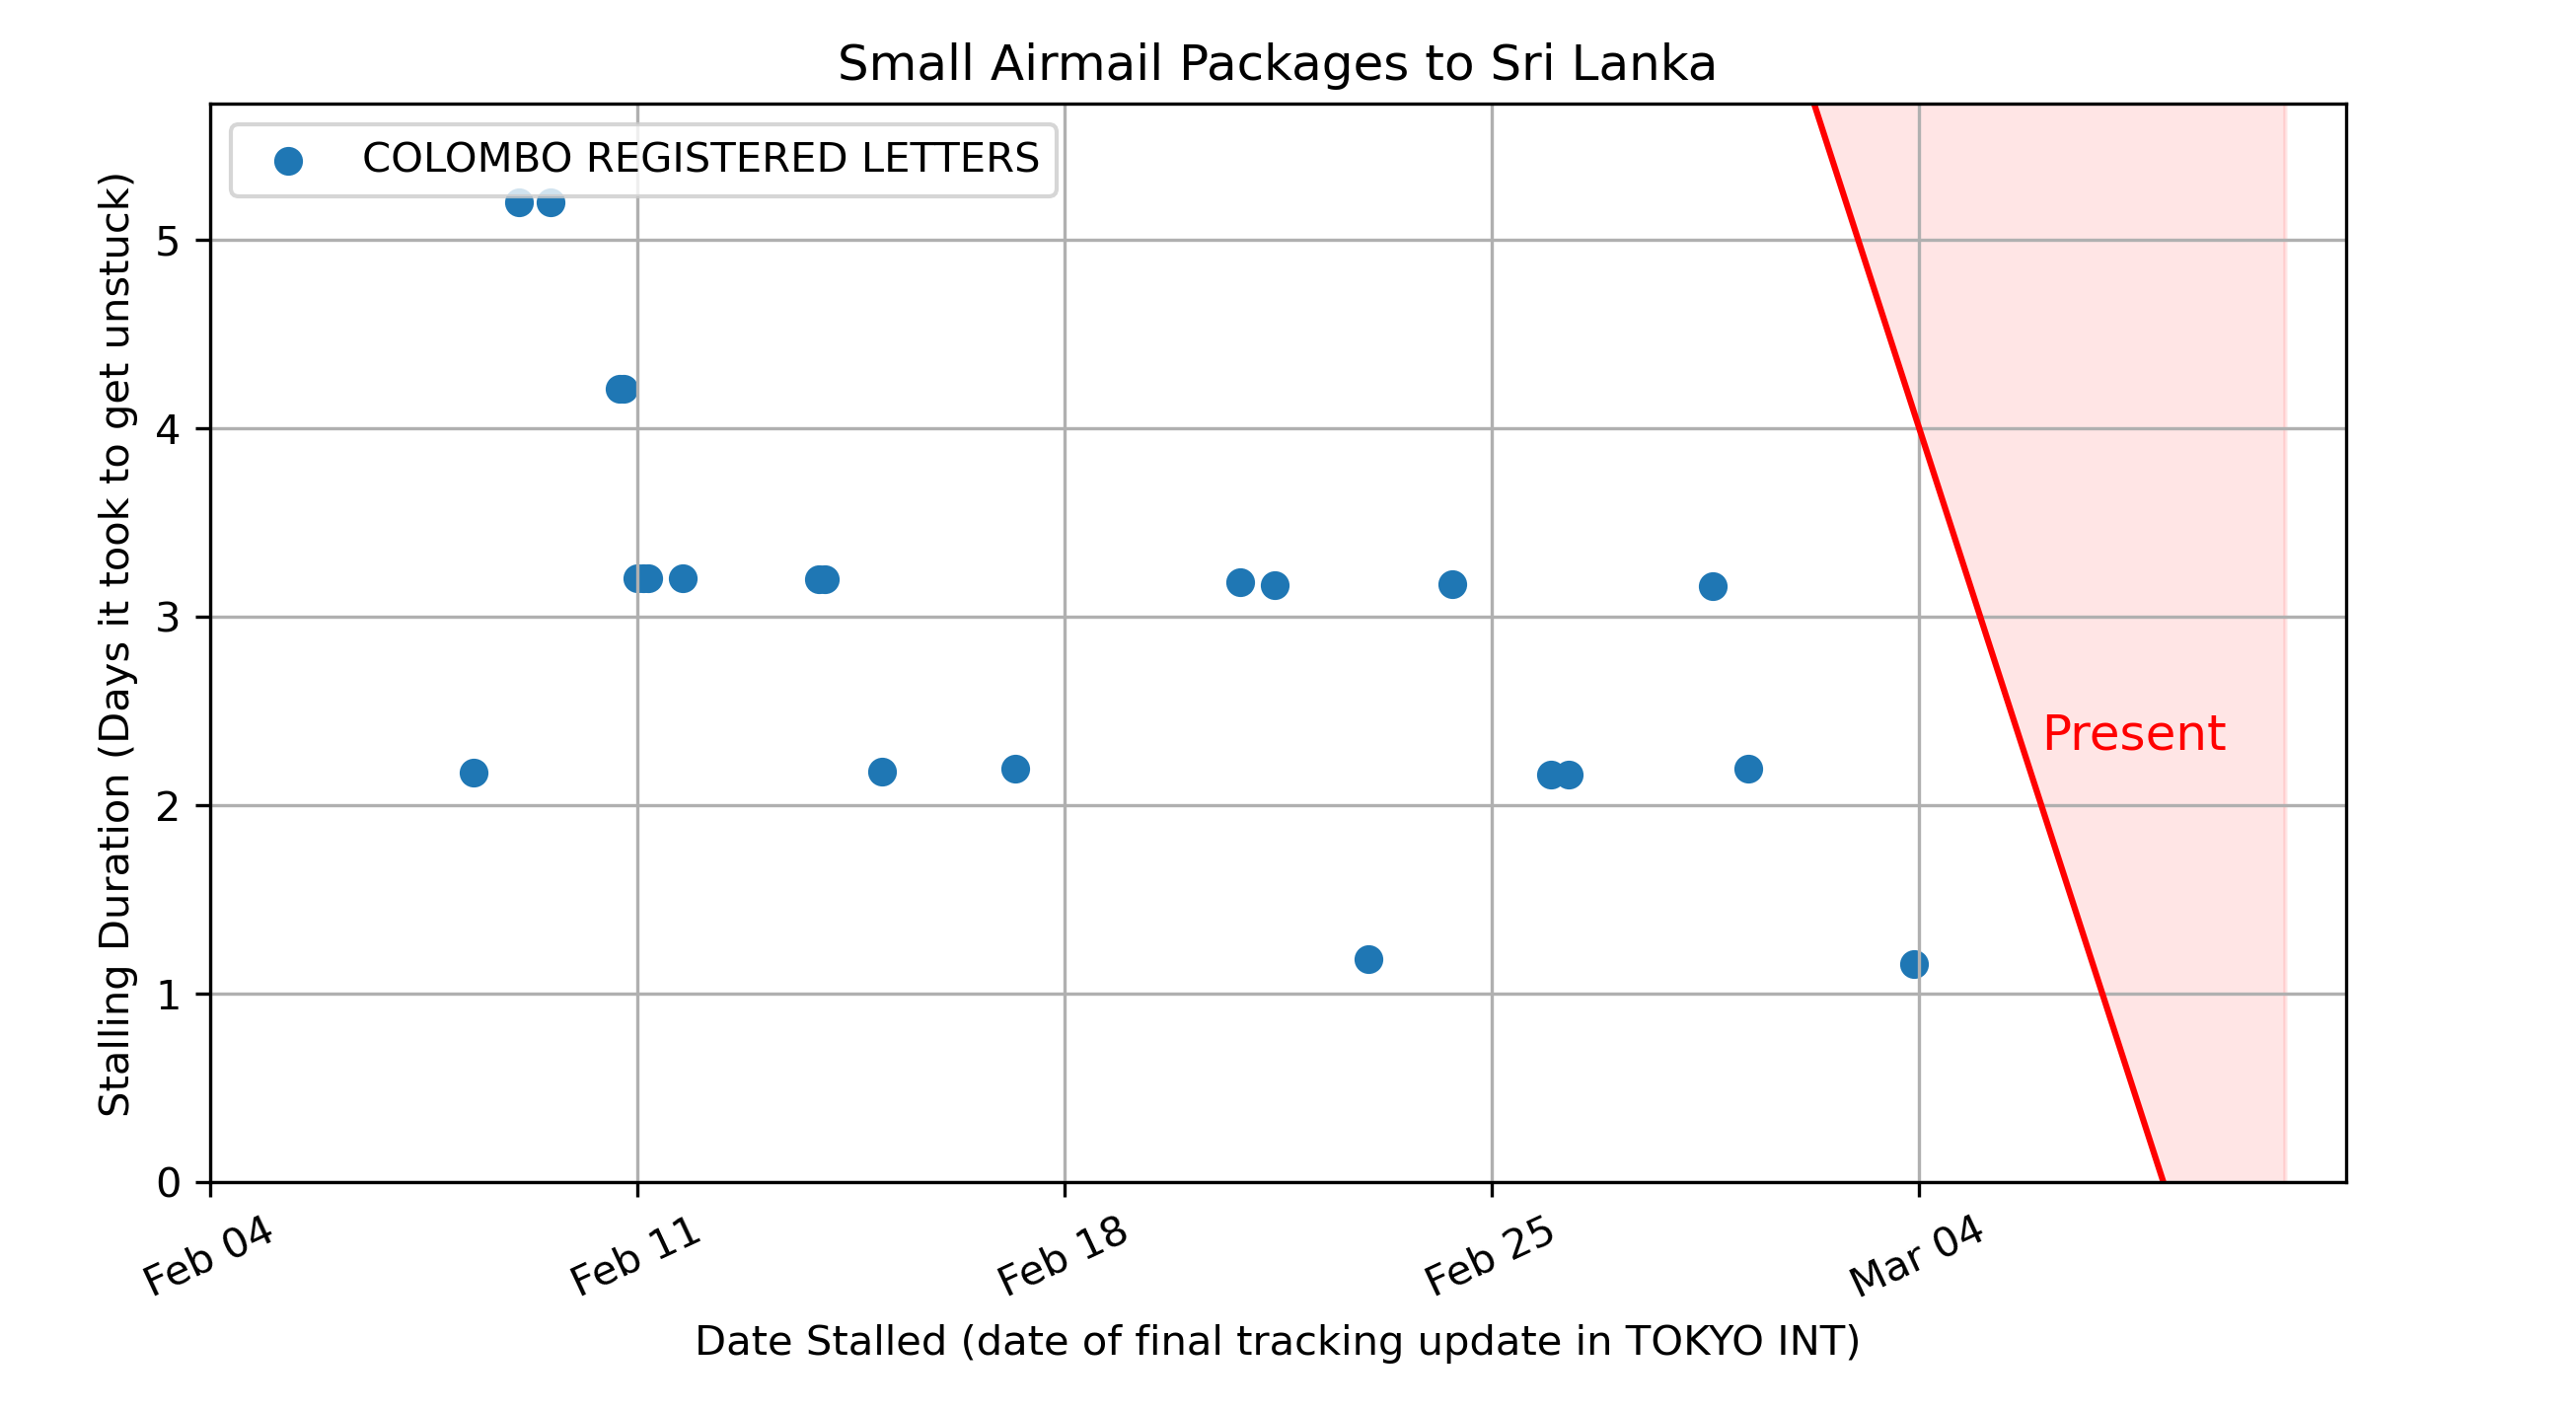 Small Airmail Packages to Sri Lanka
COLOMBO REGISTERED LETTERS
Stalling Duration (Days it took to get unstuck)
5
4
3
2
1
0
Present
Feb 04
Feb 11
Feb 18
Feb 25
Mar 04
Date Stalled (date of final tracking update in TOKYO INT)